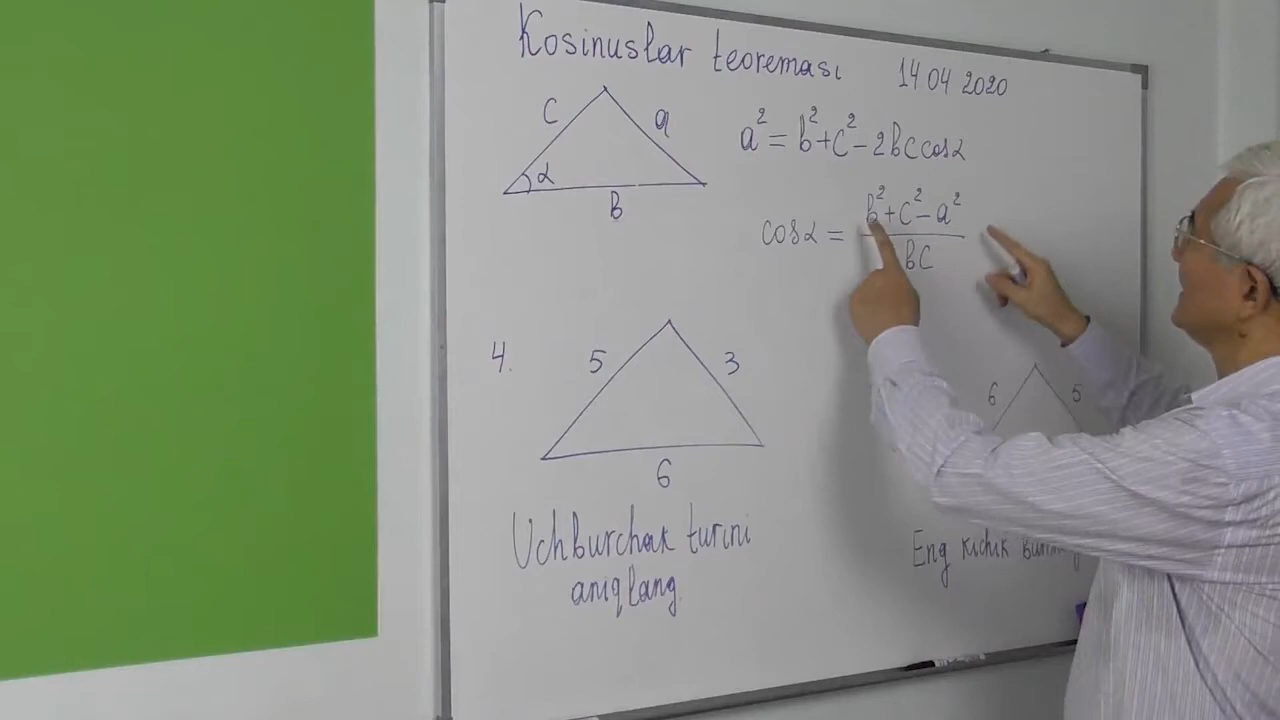 Kosinuslar teoreması 14 04 2020
c a
α
b
a² = b²+c²-2bc cosα
cosα = b²+c²-a²
bc
4. 5 3
6
6 5
Uchburchak turini
aniqlang.
Eng kichik